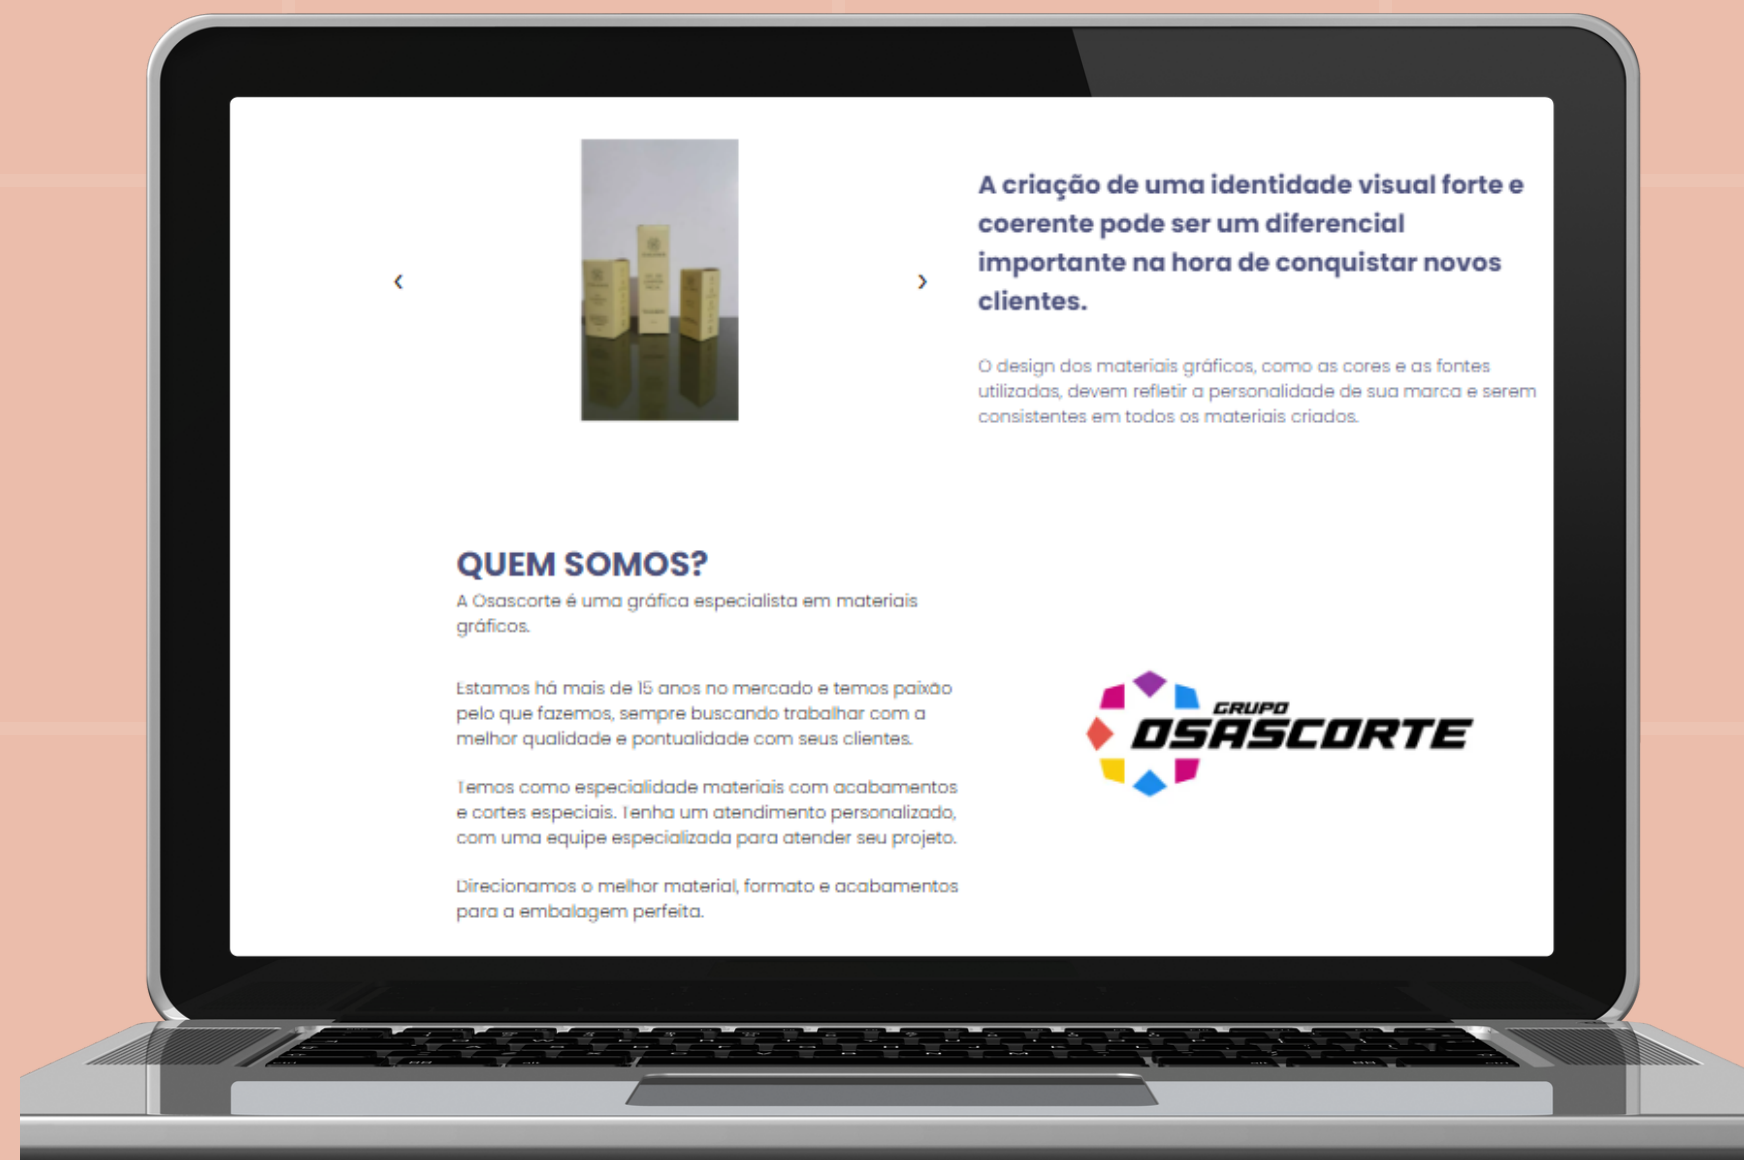 A criação de uma identidade visual forte e
coerente pode ser um diferencial
importante na hora de conquistar novos
clientes.
O design dos materiais gráficos, como as cores e as fontes
utilizadas, devem refletir a personalidade de sua marca e serem
consistentes em todos os materiais criados.
QUEM SOMOS?
A Osascorte é uma gráfica especialista em materiais
gráficos.
Estamos há mais de 15 anos no mercado e temos paixão
pelo que fazemos, sempre buscando trabalhar com a
melhor qualidade e pontualidade com seus clientes.
Temos como especialidade materiais com acabamentos
e cortes especiais. Tenha um atendimento personalizado,
com uma equipe especializada para atender seu projeto.
Direcionamos o melhor material, formato e acabamentos
para a embalagem perfeita.
GRUPO
OSASCORTE